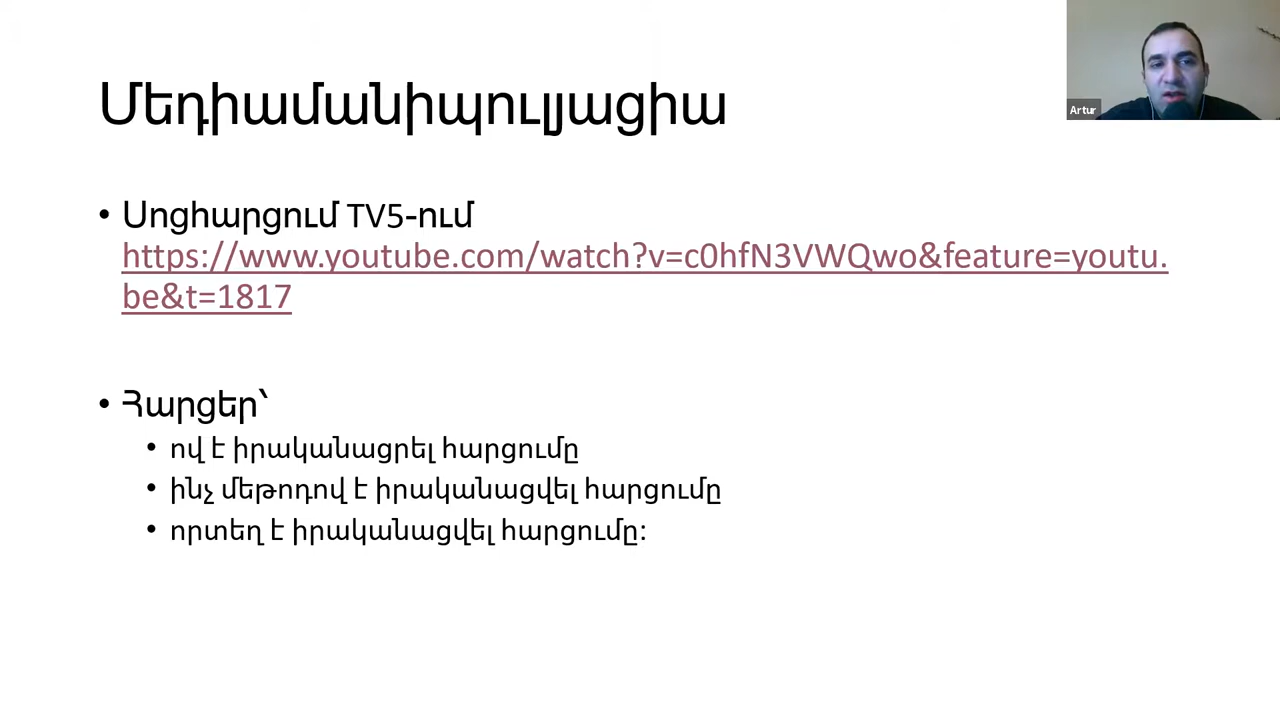 Մեդիամանիպուլյացիա
Artur
• Սոցհարցում TV5-ում
https://www.youtube.com/watch?v=c0hfN3VWQwo&feature=youtu.
be&t=1817
• Հարցեր՝
• ով է իրականացրել հարցումը
• ինչ մեթոդով է իրականացվել հարցումը
• որտեղ է իրականացվել հարցումը: